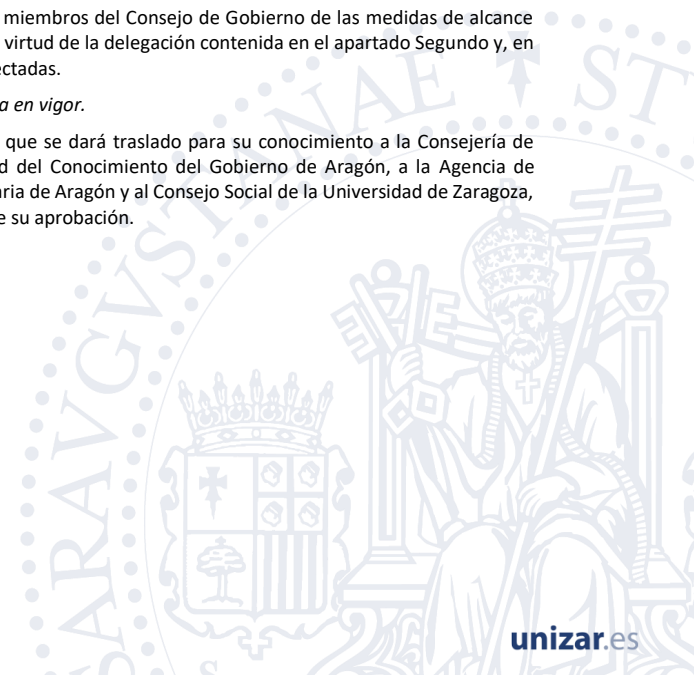 miembros del Consejo de Gobierno de las medidas de alcance
virtud de la delegación contenida en el apartado Segundo y, en
ectadas.
a en vigor.
que se dará traslado para su conocimiento a la Consejería de
d del Conocimiento del Gobierno de Aragón, a la Agencia de
aria de Aragón y al Consejo Social de la Universidad de Zaragoza,
e su aprobación.
ARAVGVSTANAE ST
S
unizar.es